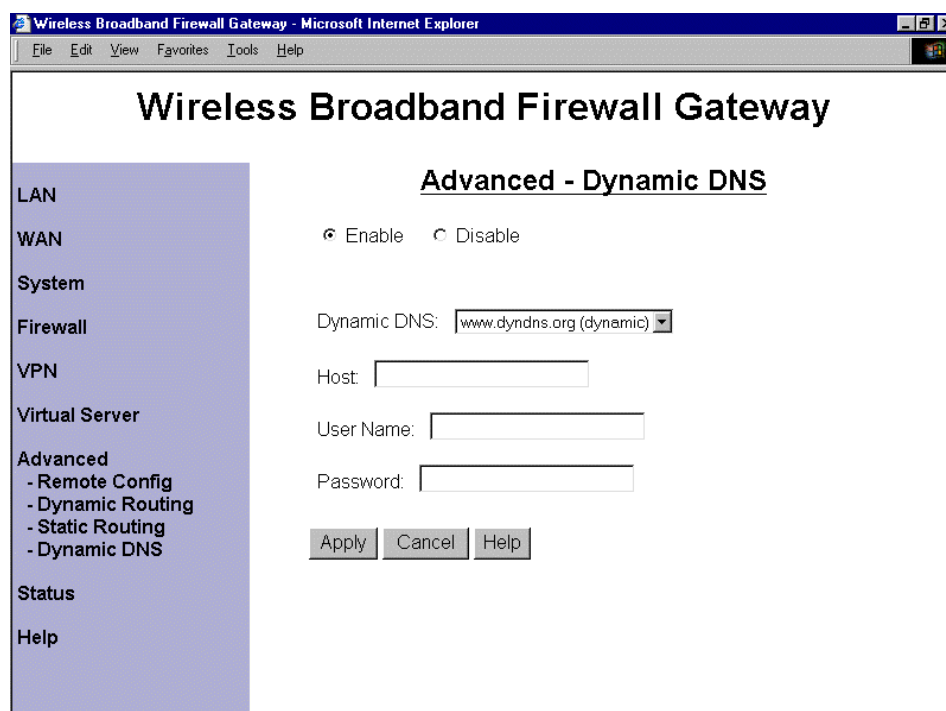 Wireless Broadband Firewall Gateway - Microsoft Internet Explorer
File Edit View Favorites Tools Help
Wireless Broadband Firewall Gateway
LAN
WAN
System
Firewall
VPN
Virtual Server
Advanced
- Remote Config
- Dynamic Routing
- Static Routing
- Dynamic DNS
Status
Help
Advanced - Dynamic DNS
Enable Disable
Dynamic DNS: www.dyndns.org (dynamic)
Host:
User Name:
Password:
Apply Cancel Help